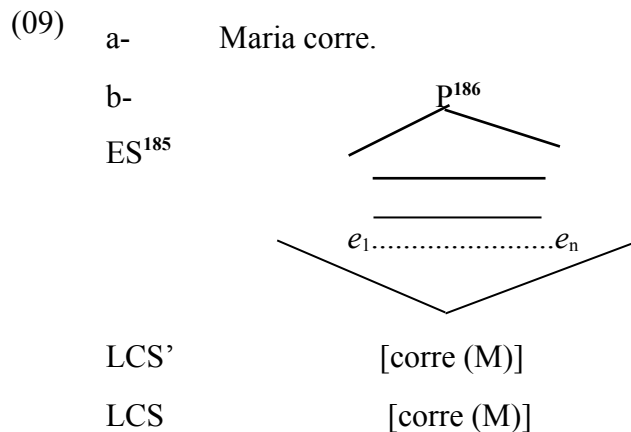 (09) a- Maria corre.
b- P186
ES185
e1.......................en
LCS’ [corre (M)]
LCS [corre (M)]